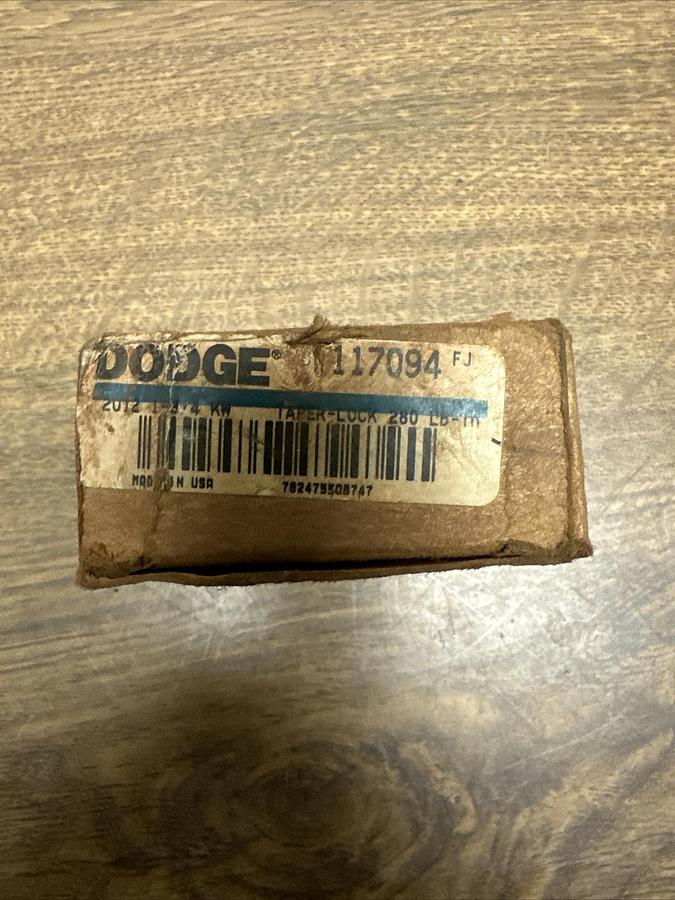 DODGE® 117094 FJ
2012 1-3/4 KW TAPER-LOCK 280 LB-IN
MADE IN USA 782475508747